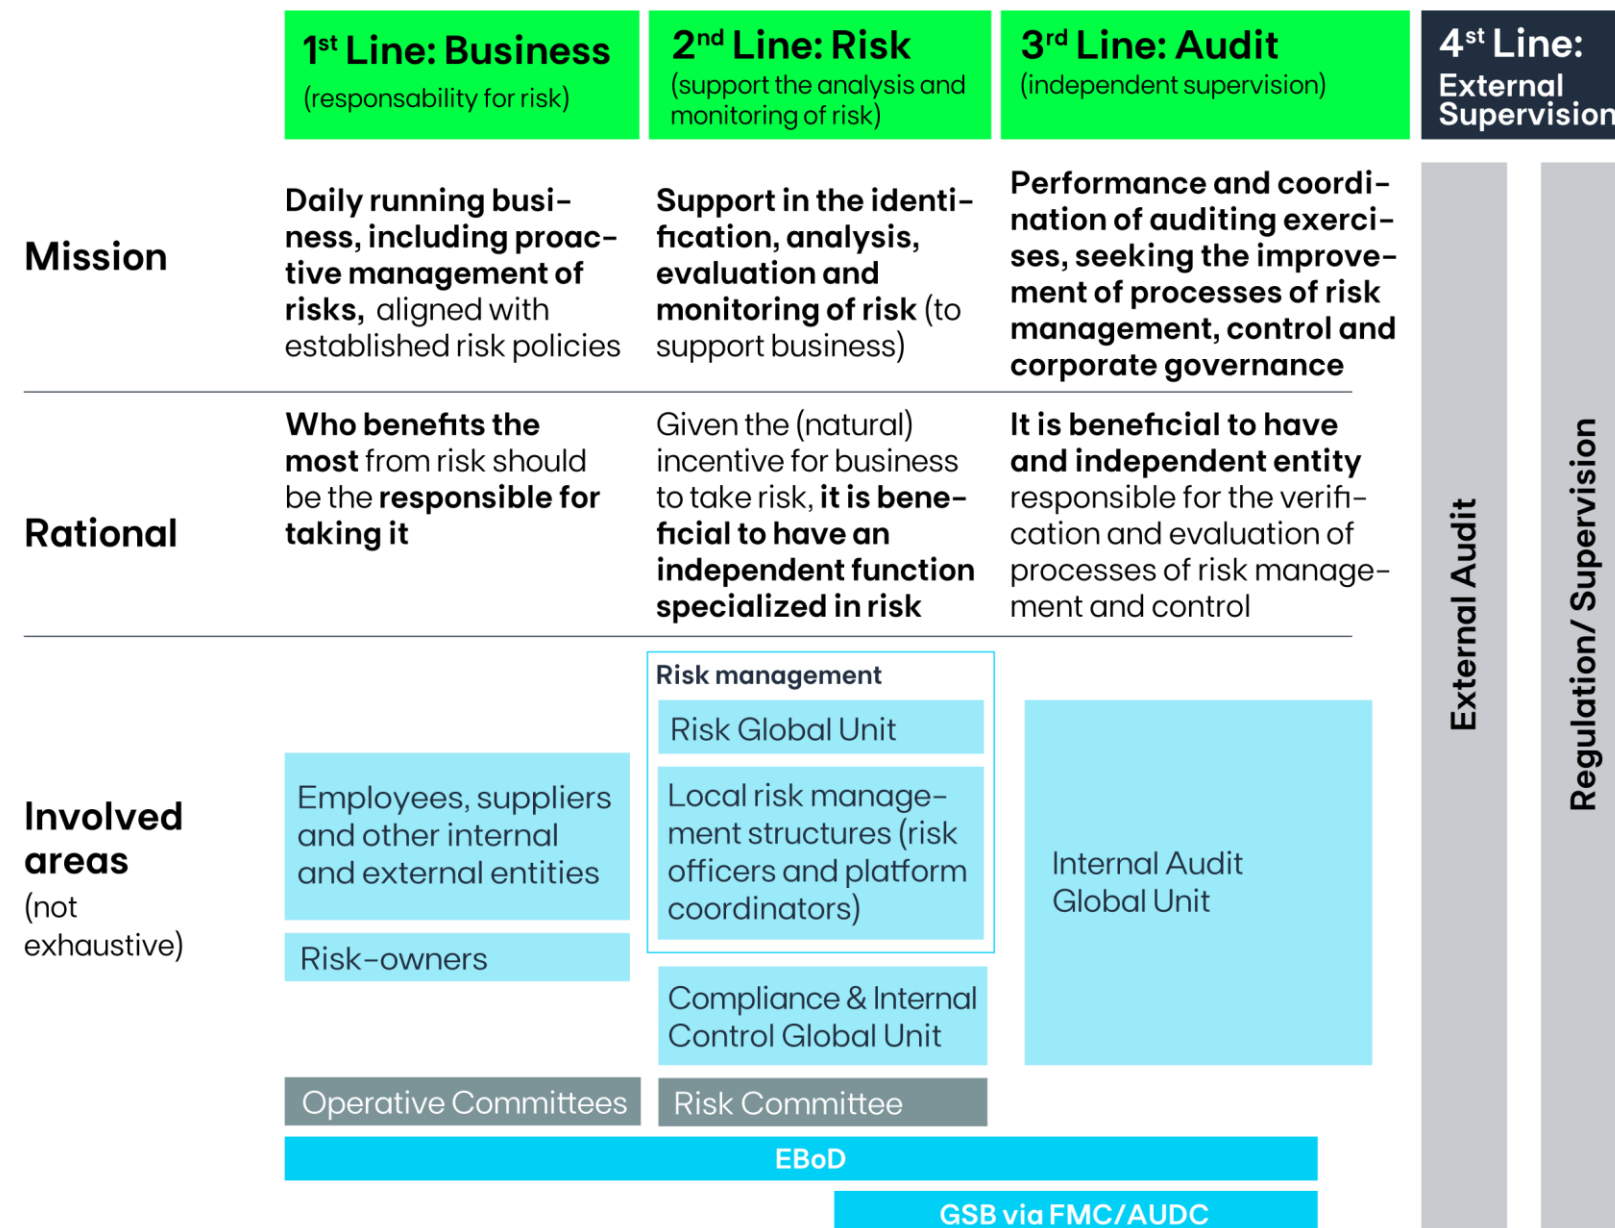 1st Line: Business
(responsability for risk)
2nd Line: Risk
(support the analysis and
monitoring of risk)
3rd Line: Audit
(independent supervision)
4st Line:
External
Supervision
Mission
Daily running busi-
ness, including proac-
tive management of
risks, aligned with
established risk policies
Support in the identi-
fication, analysis,
evaluation and
monitoring of risk (to
support business)
Performance and coordi-
nation of auditing exerci-
ses, seeking the improve-
ment of processes of risk
management, control and
corporate governance
Rational
Who benefits the
most from risk should
be the responsible for
taking it
Given the (natural)
incentive for business
to take risk, it is bene-
ficial to have an
independent function
specialized in risk
It is beneficial to have
and independent entity
responsible for the verifi-
cation and evaluation of
processes of risk manage-
ment and control
Involved
areas
(not
exhaustive)
Employees, suppliers
and other internal
and external entities
Risk-owners
Operative Committees
Risk management
Risk Global Unit
Local risk manage-
ment structures (risk
officers and platform
coordinators)
Compliance & Internal
Control Global Unit
Risk Committee
Internal Audit
Global Unit
EBoD
GSB via FMC/AUDC
External Audit
Regulation/ Supervision